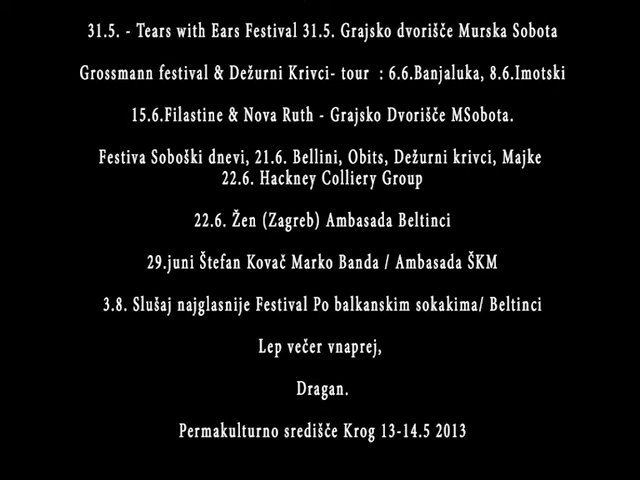 31.5. - Tears with Ears Festival 31.5. Grajsko dvorišče Murska Sobota
Grossmann festival & Dežurni Krivci- tour : 6.6.Banjaluka, 8.6.Imotski
15.6.Filastine & Nova Ruth - Grajsko Dvorišče MSobota.
Festiva Soboški dnevi, 21.6. Bellini, Obits, Dežurni krivci, Majke
22.6. Hackney Colliery Group
22.6. Žen (Zagreb) Ambasada Beltinci
29.juni Štefan Kovač Marko Banda / Ambasada ŠKM
3.8. Slušaj najglasnije Festival Po balkanskim sokakima/ Beltinci
Lep večer vnaprej,
Dragan.
Permakulturno središče Krog 13-14.5 2013